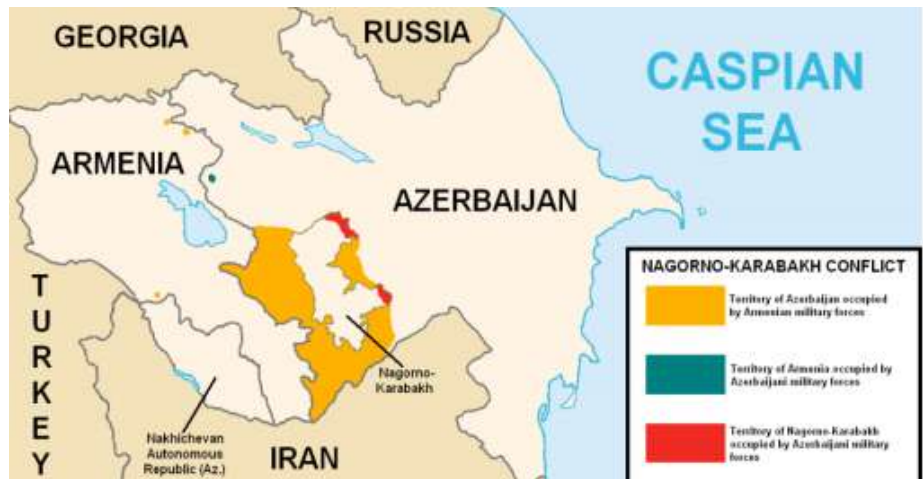 GEORGIA
RUSSIA
CASPIAN
SEA
ARMENIA
AZERBAIJAN
T
U
R
K
E
Y
Nagorno-
Karabakh
Nakhichevan
Autonomous
Republic (Az.)
IRAN
NAGORNO-KARABAKH CONFLICT
Territory of Azerbaijan occupied
by Armenian military forces
Territory of Armenia occupied by
Azerbaijani military forces
Territory of Nagorno-Karabakh
occupied by Azerbaijani military
forces